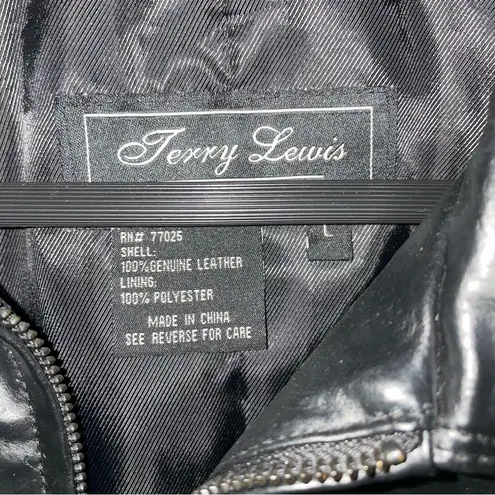 Terry Lewis
L
RN# 77025
SHELL:
100%GENUINE LEATHER
LINING:
100% POLYESTER
MADE IN CHINA
SEE REVERSE FOR CARE